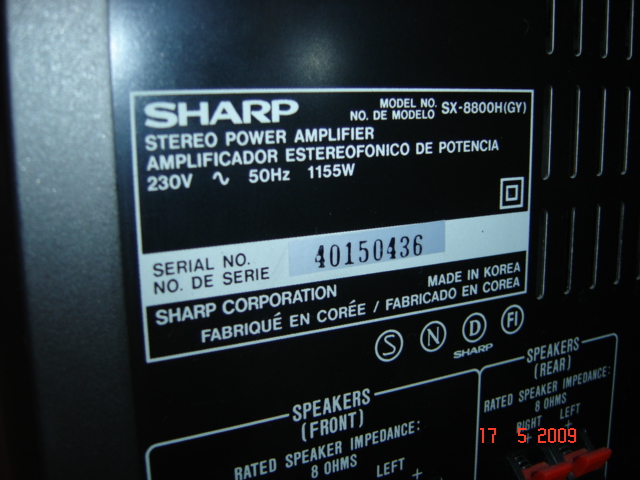 SHARP
MODEL NO. SX-8800H(GY)
NO. DE MODELO
STEREO POWER AMPLIFIER
AMPLIFICADOR ESTEREOFONICO DE POTENCIA
230V ∿ 50Hz 1155W
SERIAL NO. 40150436
NO. DE SERIE
SHARP CORPORATION MADE IN KOREA
FABRIQUÉ EN CORÉE / FABRICADO EN COREA
S N D FI
SHARP
SPEAKERS
(REAR)
RATED SPEAKER IMPEDANCE:
8 OHMS
RIGHT LEFT
+ +
SPEAKERS
(FRONT)
RATED SPEAKER IMPEDANCE:
8 OHMS
LEFT
+
17 5 2009